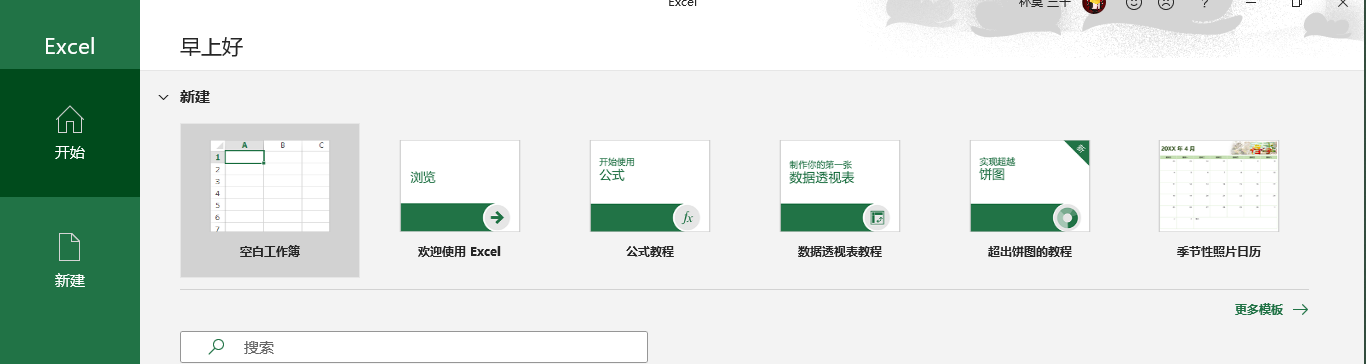 Excel
?
Excel
早上好
新建
开始
新建
A B C
1
2
3
4
5
6
7
浏览
开始使用
公式
fx
制作你的第一张
数据透视表
实现超越
饼图
新
20XX 年 4 月
空白工作簿
欢迎使用 Excel
公式教程
数据透视表教程
超出饼图的教程
季节性照片日历
更多模板
搜索